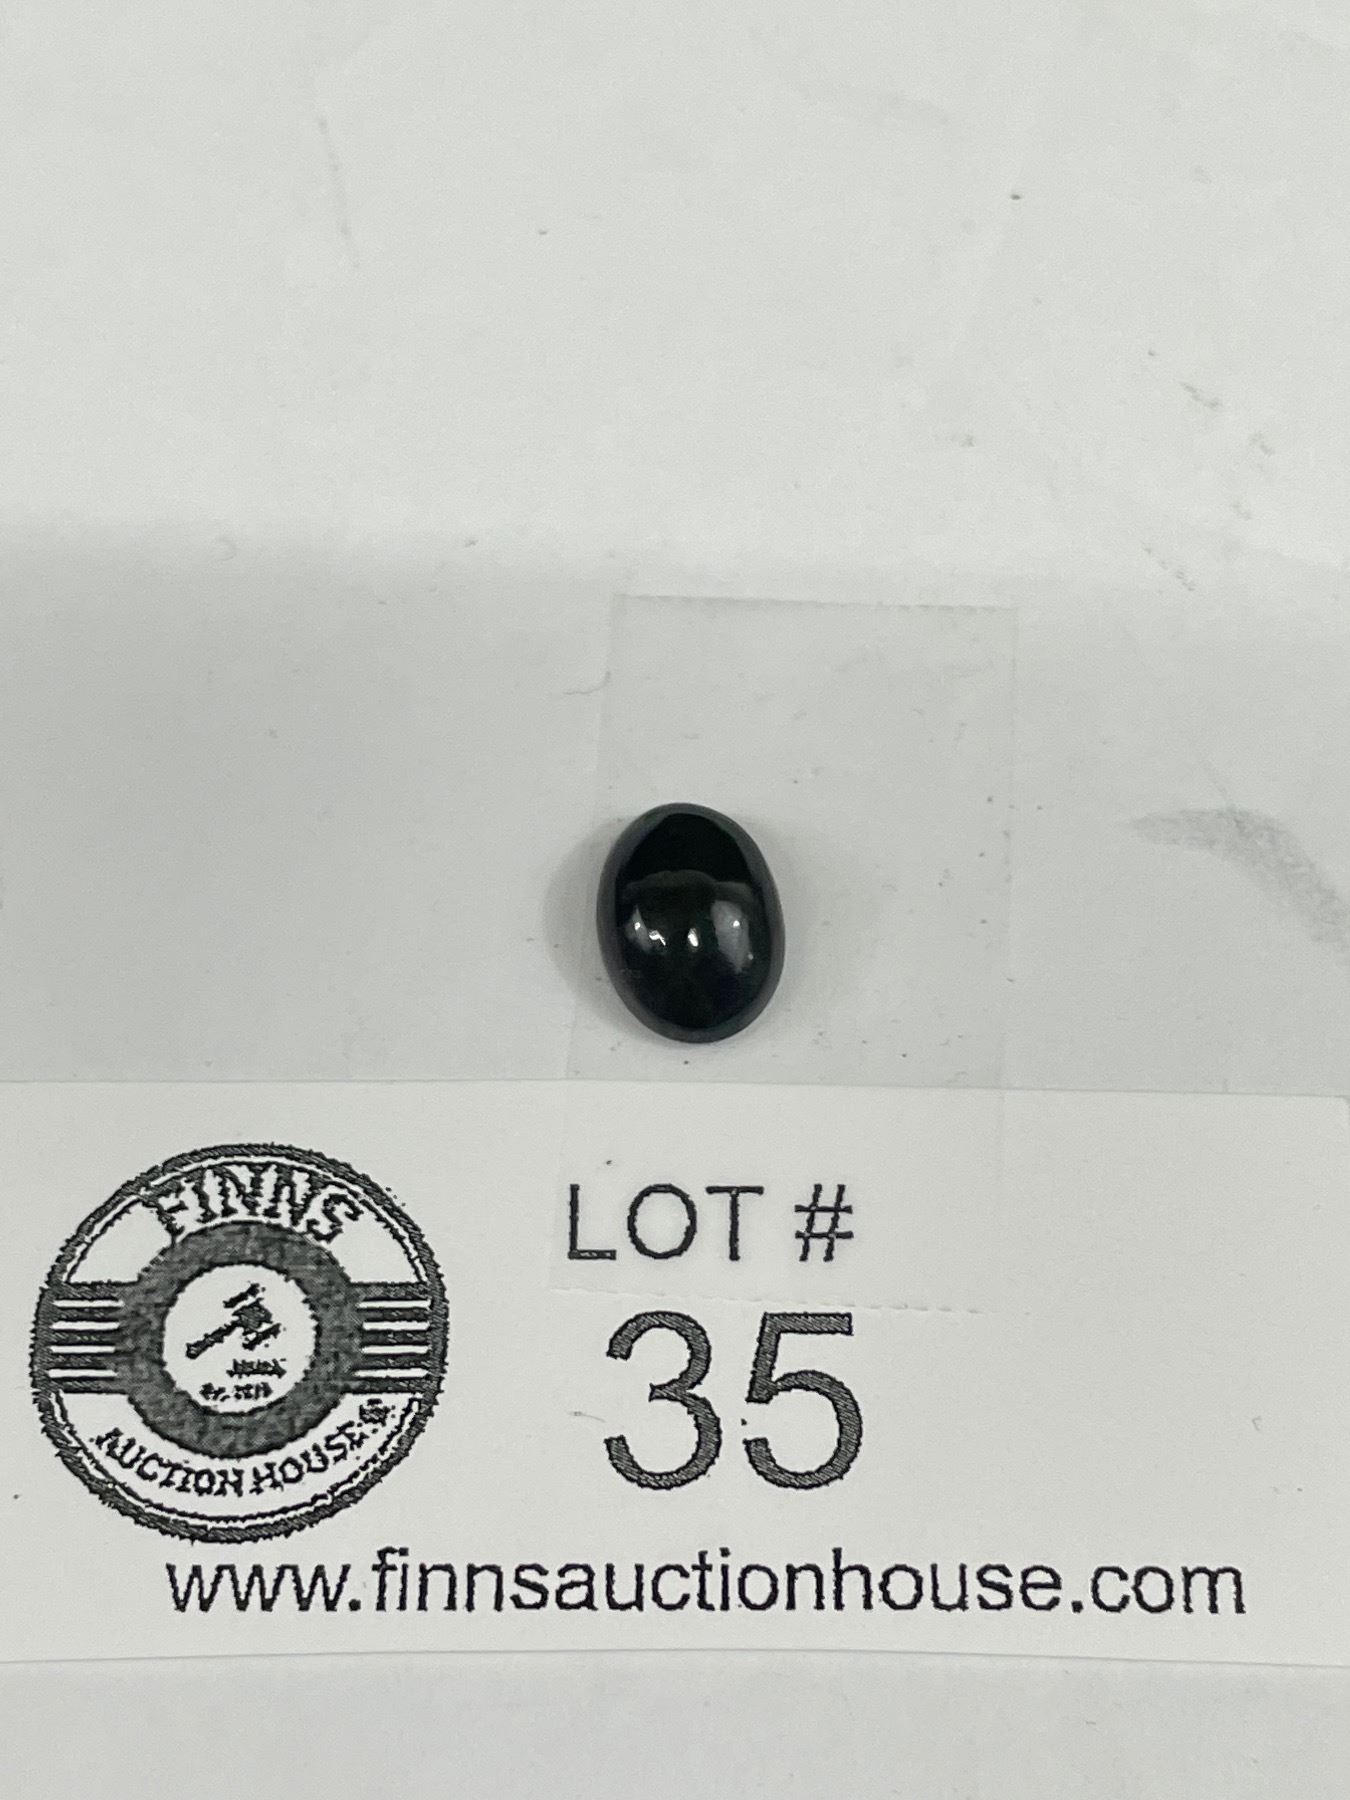 FINNS
AUCTION HOUSE
LOT #
35
www.finnsauctionhouse.com